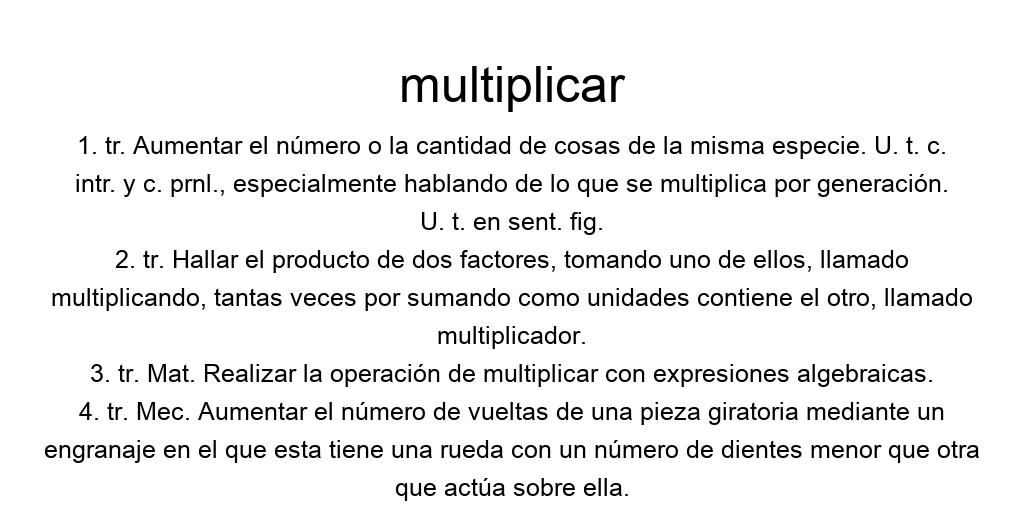 multiplicar
1. tr. Aumentar el número o la cantidad de cosas de la misma especie. U. t. c.
intr. y c. prnl., especialmente hablando de lo que se multiplica por generación.
U. t. en sent. fig.
2. tr. Hallar el producto de dos factores, tomando uno de ellos, llamado
multiplicando, tantas veces por sumando como unidades contiene el otro, llamado
multiplicador.
3. tr. Mat. Realizar la operación de multiplicar con expresiones algebraicas.
4. tr. Mec. Aumentar el número de vueltas de una pieza giratoria mediante un
engranaje en el que esta tiene una rueda con un número de dientes menor que otra
que actúa sobre ella.